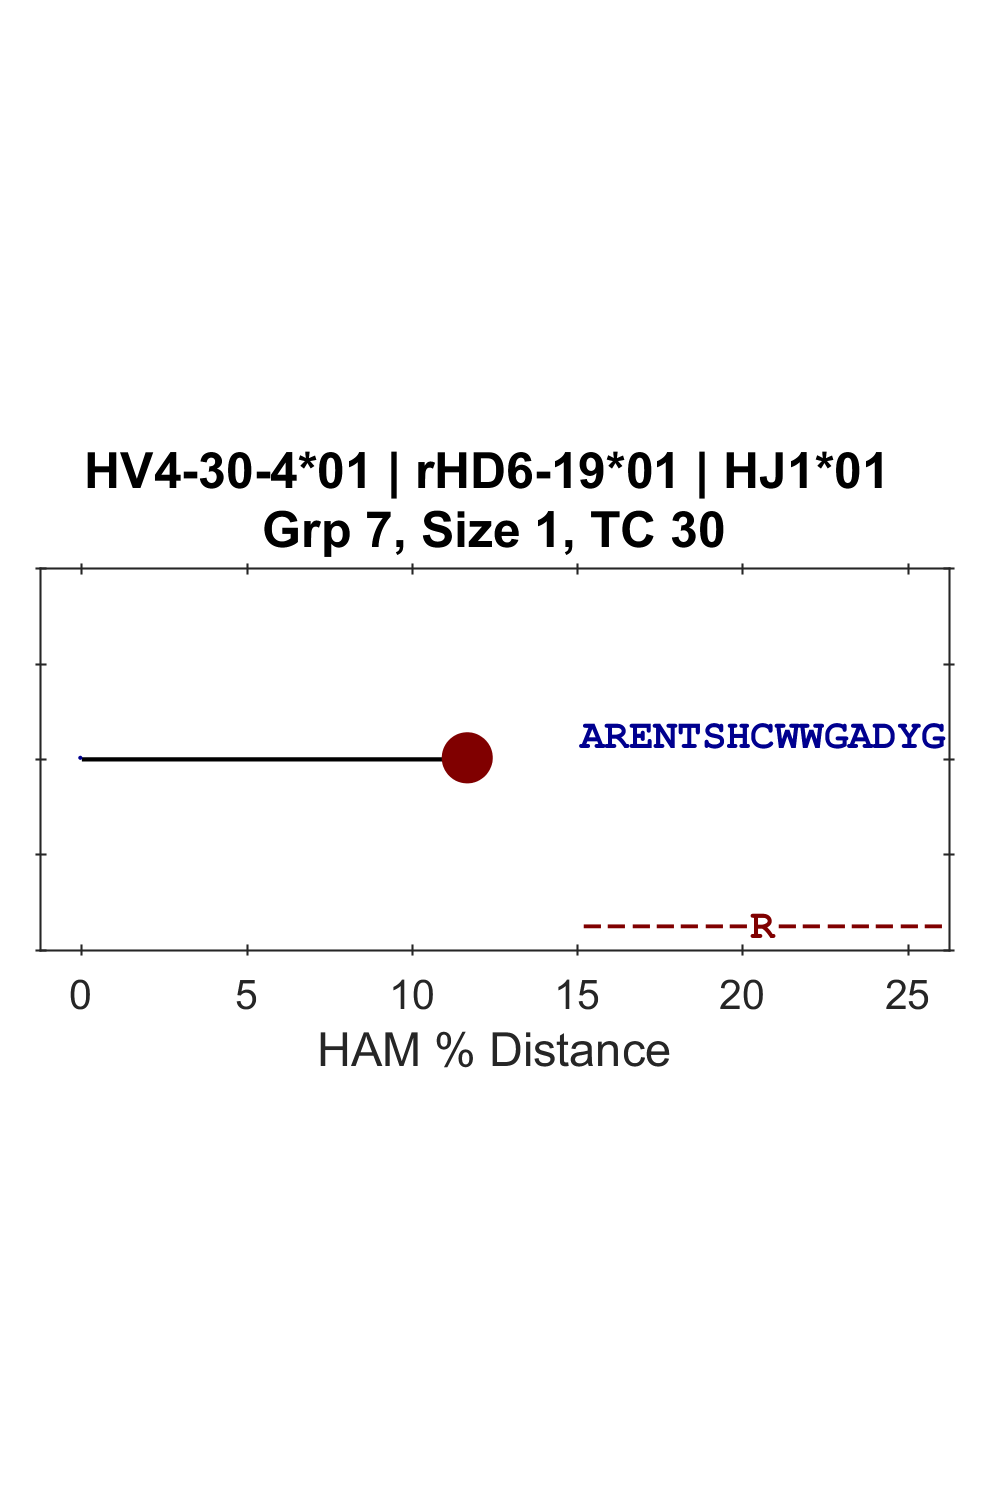 HV4-30-4*01 | rHD6-19*01 | HJ1*01
Grp 7, Size 1, TC 30
ARENTSHCWWGADYG
-------R-------
0 5 10 15 20 25
HAM % Distance